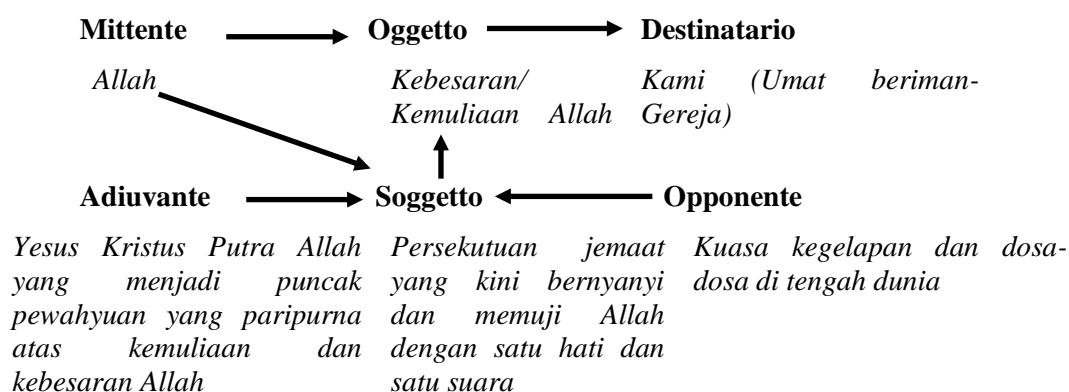 Mittente Oggetto Destinatario
Allah Kebesaran/ Kami (Umat beriman-
Kemuliaan Allah Gereja)
Adiuvante Soggetto Opponente
Yesus Kristus Putra Allah Persekutuan jemaat Kuasa kegelapan dan dosa-
yang menjadi puncak yang kini bernyanyi dosa di tengah dunia
pewahyuan yang paripurna dan memuji Allah
atas kemuliaan dan dengan satu hati dan
kebesaran Allah satu suara